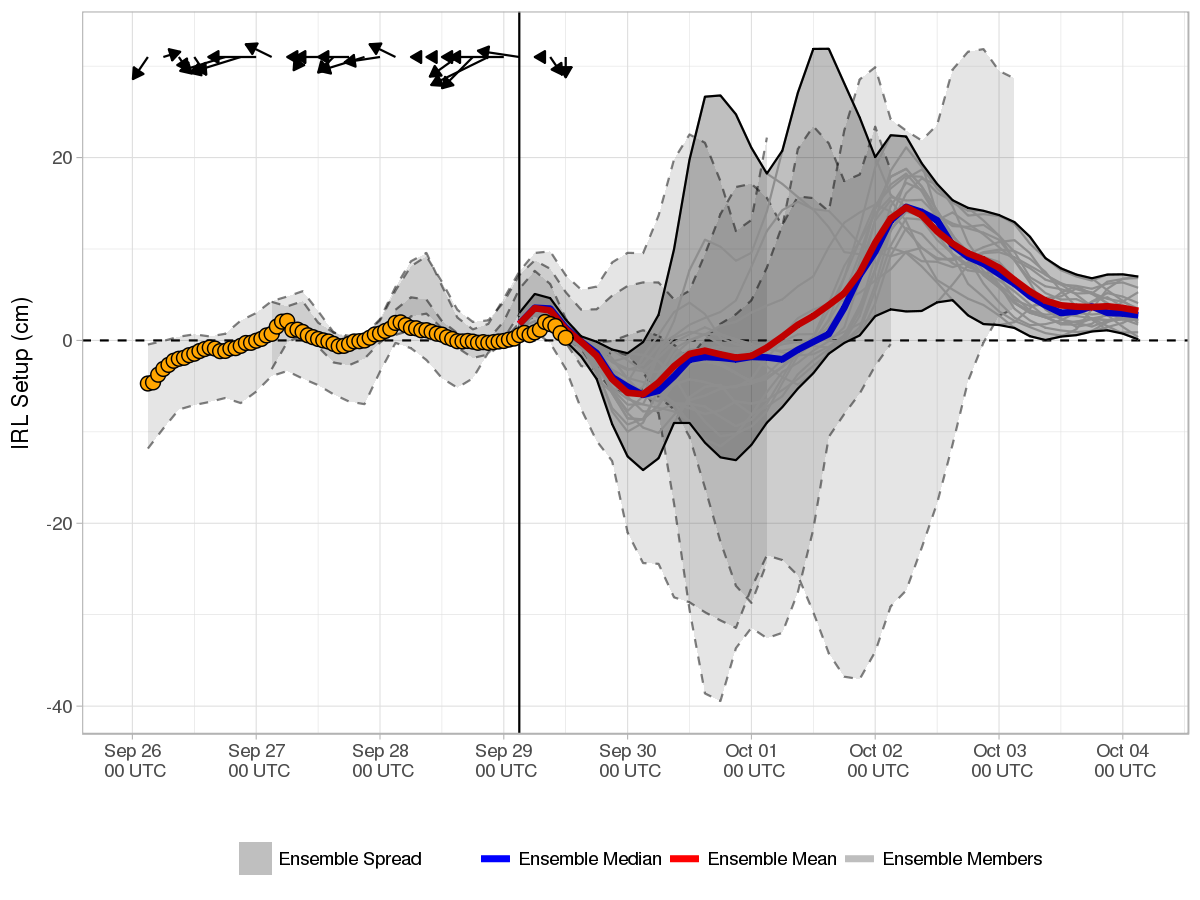 IRL Setup (cm)
20
0
-20
-40
Sep 26
00 UTC
Sep 27
00 UTC
Sep 28
00 UTC
Sep 29
00 UTC
Sep 30
00 UTC
Oct 01
00 UTC
Oct 02
00 UTC
Oct 03
00 UTC
Oct 04
00 UTC
Ensemble Spread
Ensemble Median
Ensemble Mean
Ensemble Members